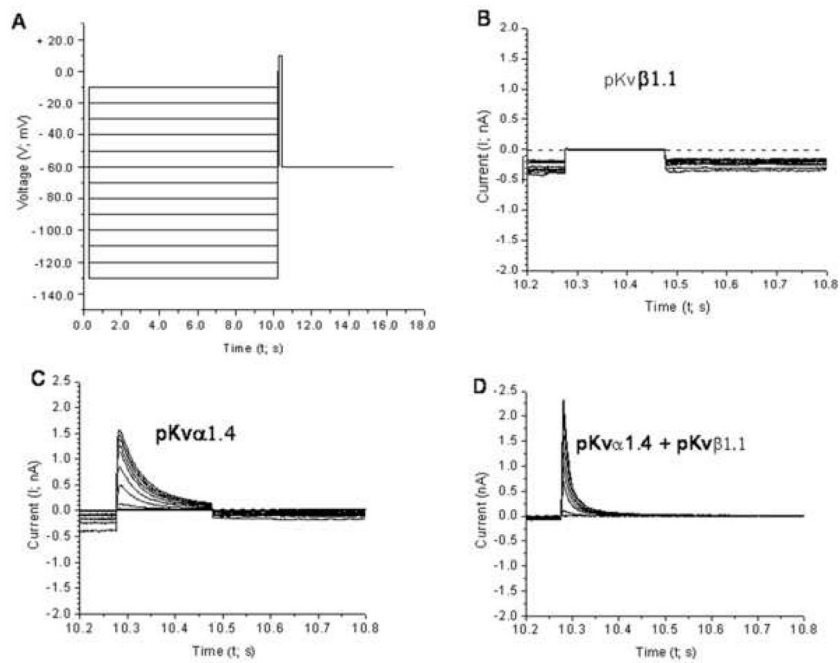 A
+ 20.0
0.0
- 20.0
- 40.0
- 60.0
- 80.0
- 100.0
- 120.0
- 140.0
Voltage (V; mV)
0.0 2.0 4.0 6.0 8.0 10.0 12.0 14.0 16.0 18.0
Time (t; s)
B
pKvβ1.1
2.0
1.5
1.0
0.5
0.0
-0.5
-1.0
-1.5
-2.0
Current (I; nA)
10.2 10.3 10.4 10.5 10.6 10.7 10.8
Time (t; s)
C
pKvα1.4
2.5
2.0
1.5
1.0
0.5
0.0
-0.5
-1.0
-1.5
-2.0
Current (I; nA)
10.2 10.3 10.4 10.5 10.6 10.7 10.8
Time (t; s)
D
pKvα1.4 + pKvβ1.1
-2.5
2.0
1.5
1.0
0.5
0.0
-0.5
-1.0
-1.5
-2.0
Current (nA)
10.2 10.3 10.4 10.5 10.6 10.7 10.8
Time (t; s)